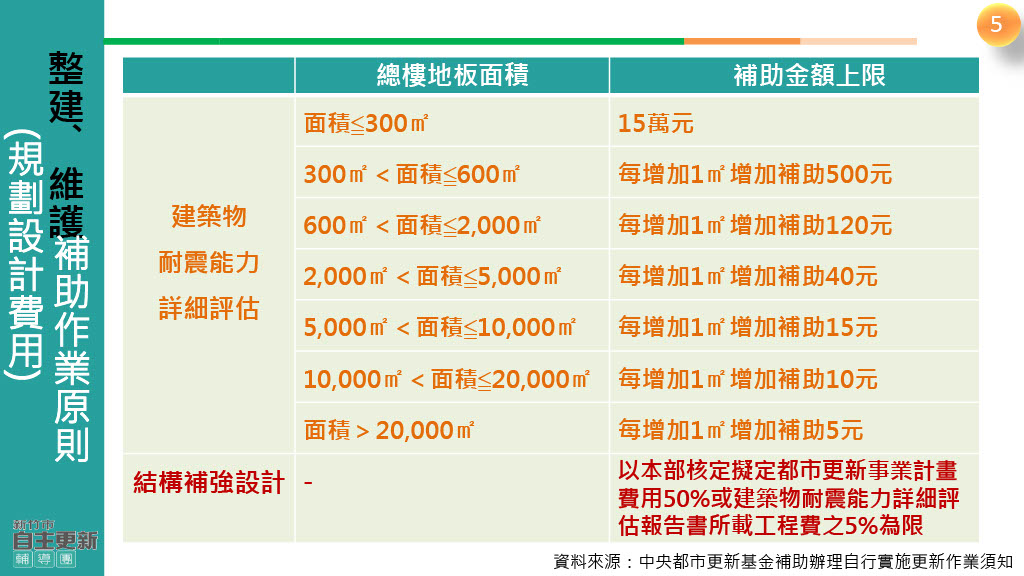 5
整建、維護補助作業原則
(規劃設計費用)
總樓地板面積
補助金額上限
建築物
耐震能力
詳細評估
面積≦300㎡
15萬元
300㎡＜面積≦600㎡
每增加1㎡增加補助500元
600㎡＜面積≦2,000㎡
每增加1㎡增加補助120元
2,000㎡＜面積≦5,000㎡
每增加1㎡增加補助40元
5,000㎡＜面積≦10,000㎡
每增加1㎡增加補助15元
10,000㎡＜面積≦20,000㎡
每增加1㎡增加補助10元
面積＞20,000㎡
每增加1㎡增加補助5元
結構補強設計
-
以本部核定擬定都市更新事業計畫
費用50%或建築物耐震能力詳細評
估報告書所載工程費之5%為限
新竹市
自主更新
輔導團
資料來源：中央都市更新基金補助辦理自行實施更新作業須知